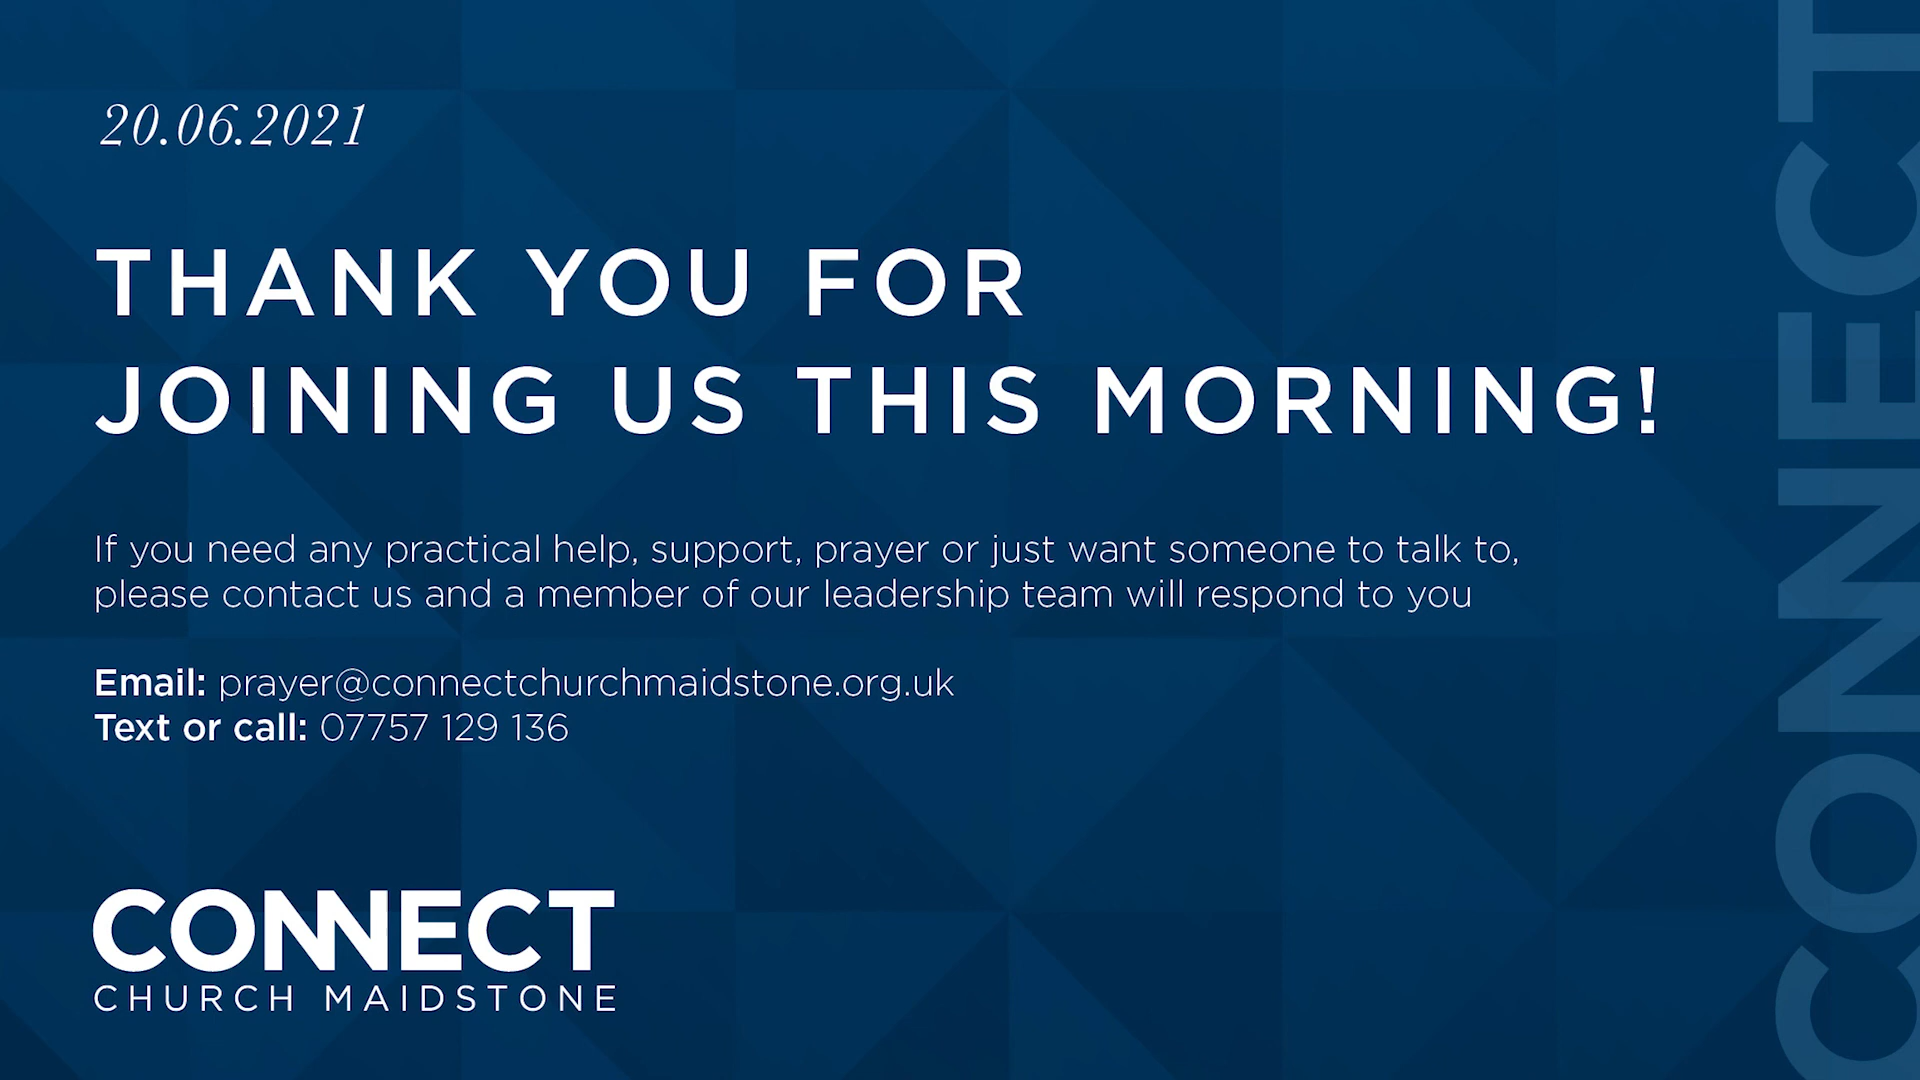 20.06.2021
THANK YOU FOR
JOINING US THIS MORNING!
If you need any practical help, support, prayer or just want someone to talk to,
please contact us and a member of our leadership team will respond to you
Email: prayer@connectchurchmaidstone.org.uk
Text or call: 07757 129 136
CONNECT
CHURCH MAIDSTONE
CONNECT